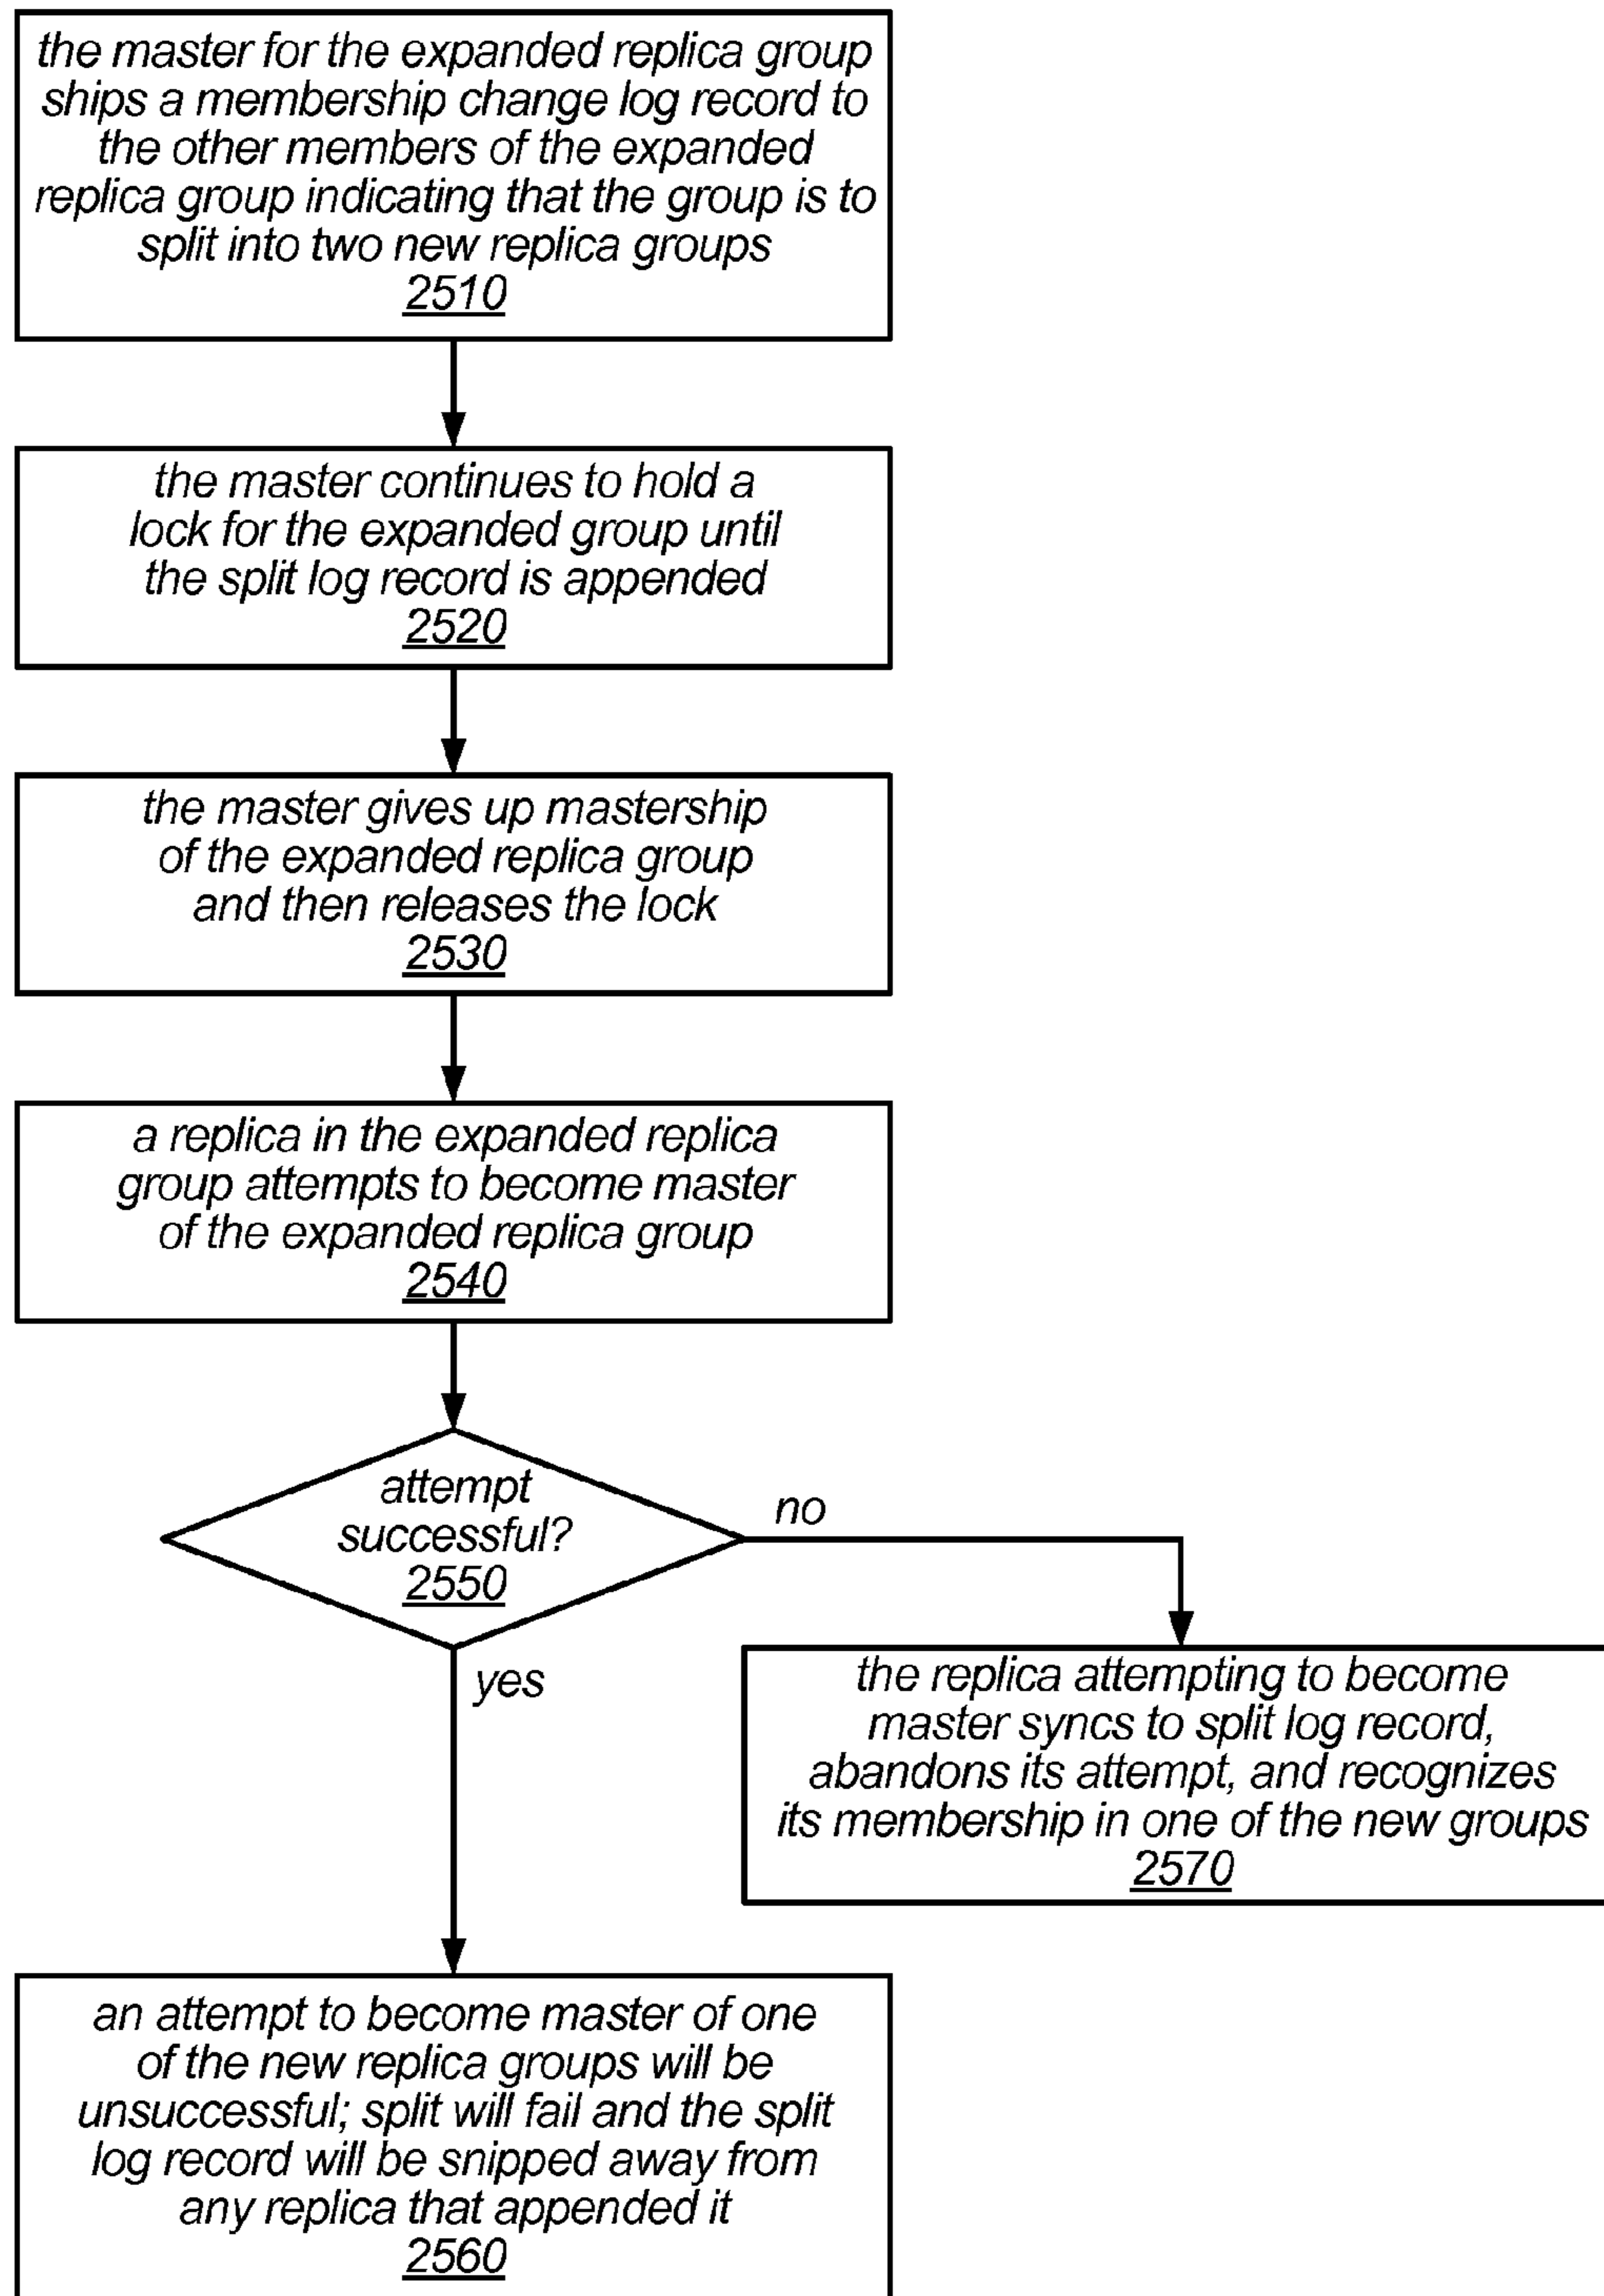 the master for the expanded replica group
ships a membership change log record to
the other members of the expanded
replica group indicating that the group is to
split into two new replica groups
2510
the master continues to hold a
lock for the expanded group until
the split log record is appended
2520
the master gives up mastership
of the expanded replica group
and then releases the lock
2530
a replica in the expanded replica
group attempts to become master
of the expanded replica group
2540
attempt
successful?
2550
no
yes
the replica attempting to become
master syncs to split log record,
abandons its attempt, and recognizes
its membership in one of the new groups
2570
an attempt to become master of one
of the new replica groups will be
unsuccessful; split will fail and the split
log record will be snipped away from
any replica that appended it
2560